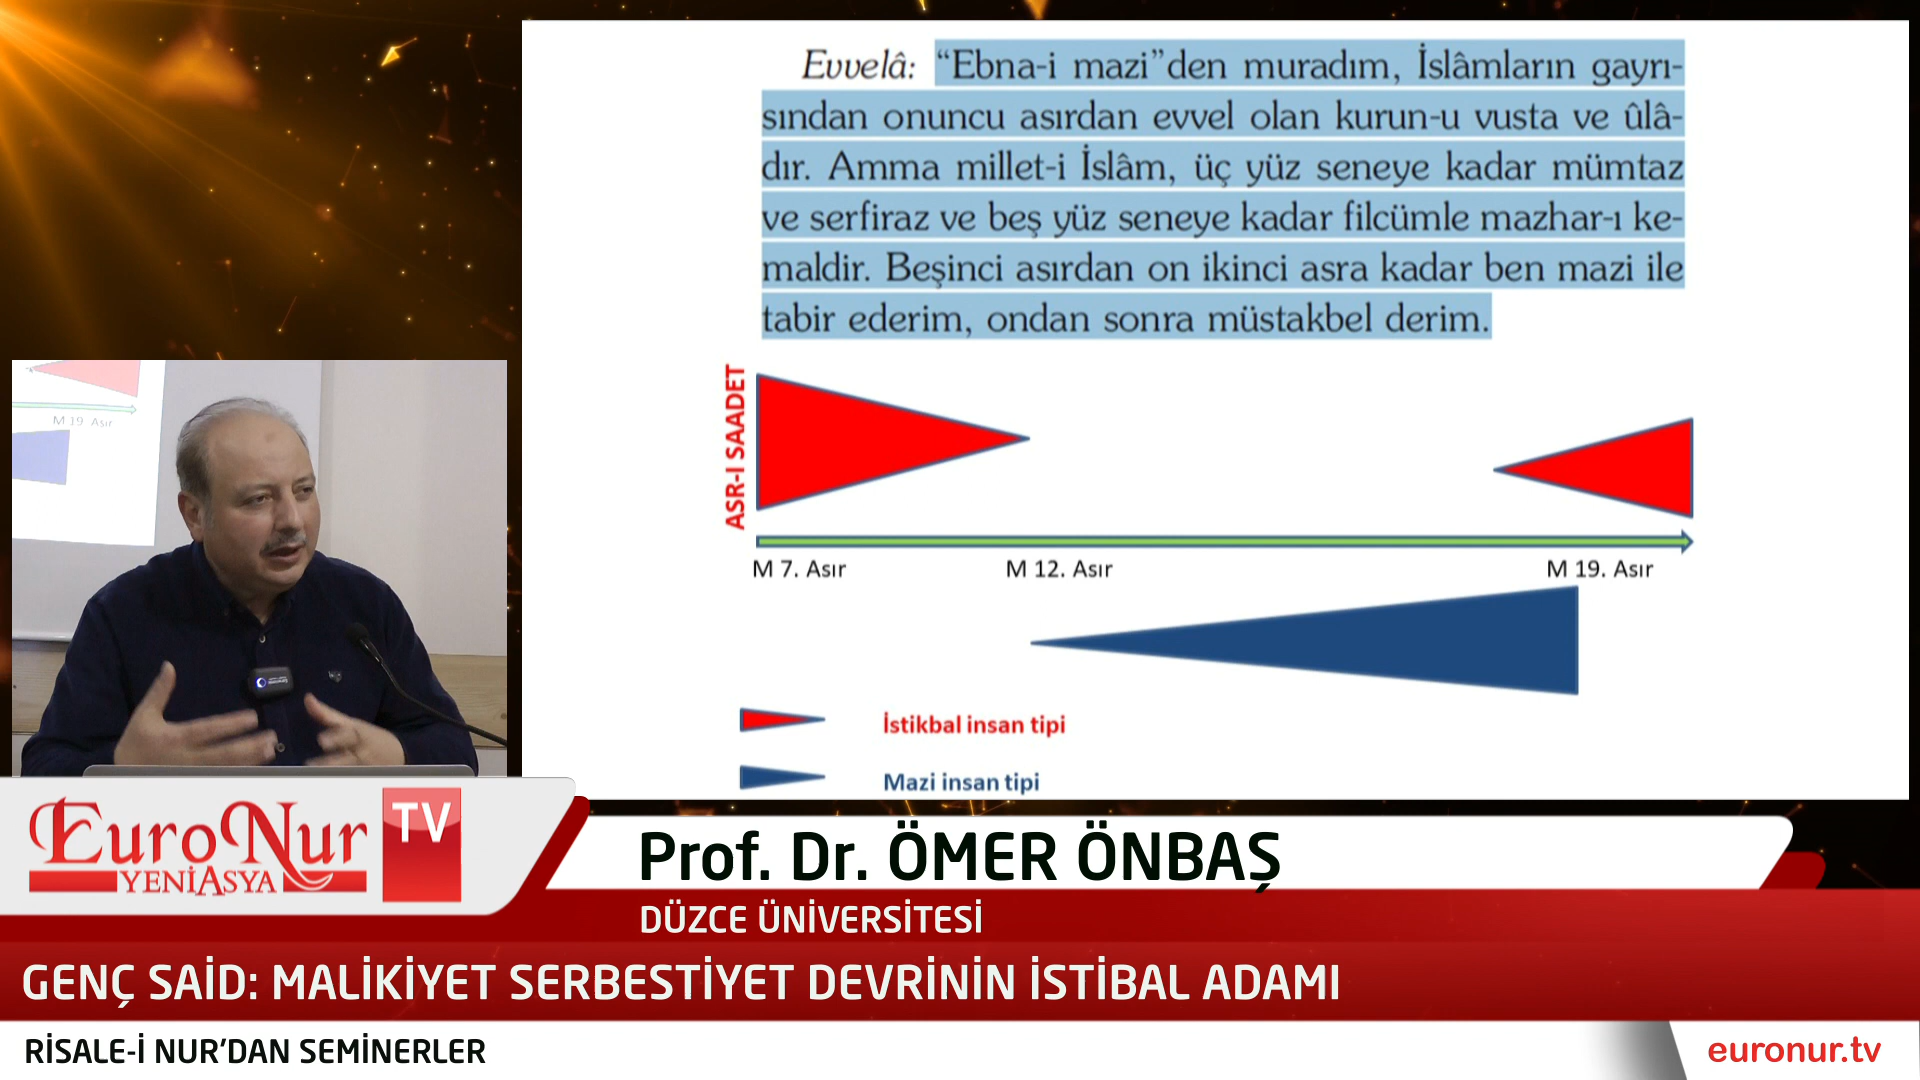 Evvelâ: “Ebna-i mazi”den muradım, İslâmların gayrı-
sından onuncu asırdan evvel olan kurun-u vusta ve ûlâ-
dır. Amma millet-i İslâm, üç yüz seneye kadar mümtaz
ve serfiraz ve beş yüz seneye kadar filcümle mazhar-ı ke-
maldir. Beşinci asırdan on ikinci asra kadar ben mazi ile
tabir ederim, ondan sonra müstakbel derim.
ASR-I SAADET
M 7. Asır
M 12. Asır
M 19. Asır
İstikbal insan tipi
Mazi insan tipi
M 19 Asır
EuroNur TV
YENİASYA
Prof. Dr. ÖMER ÖNBAŞ
DÜZCE ÜNİVERSİTESİ
GENÇ SAİD: MALİKİYET SERBESTİYET DEVRİNİN İSTİBAL ADAMI
RİSALE-İ NUR’DAN SEMİNERLER
euronur.tv